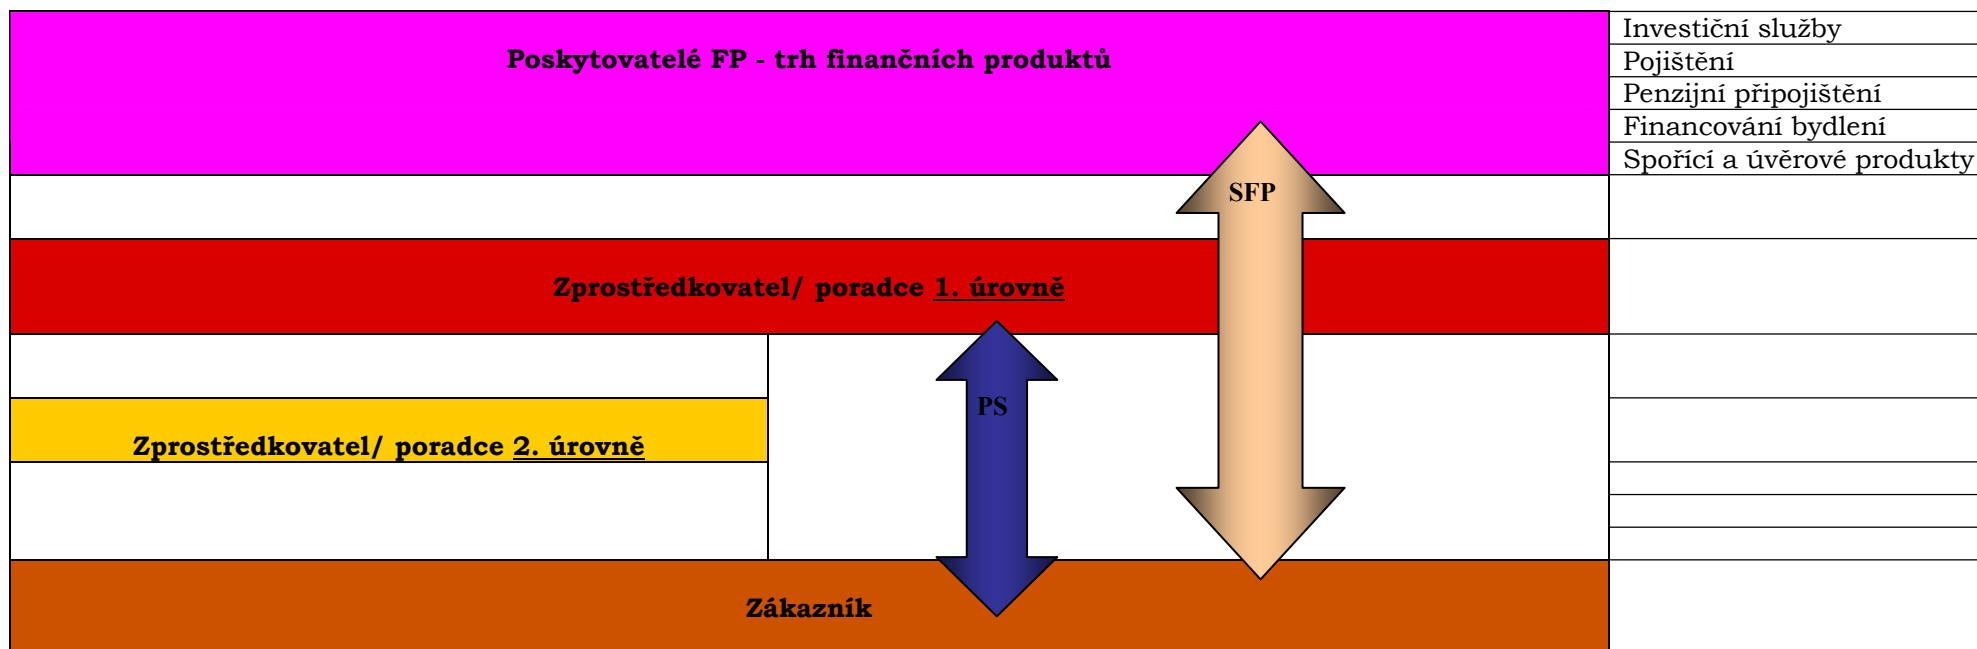 Poskytovatelé FP - trh finančních produktů
Investiční služby
Pojištění
Penzijní připojištění
Financování bydlení
Spořící a úvěrové produkty
SFP
Zprostředkovatel/ poradce 1. úrovně
PS
Zprostředkovatel/ poradce 2. úrovně
Zákazník